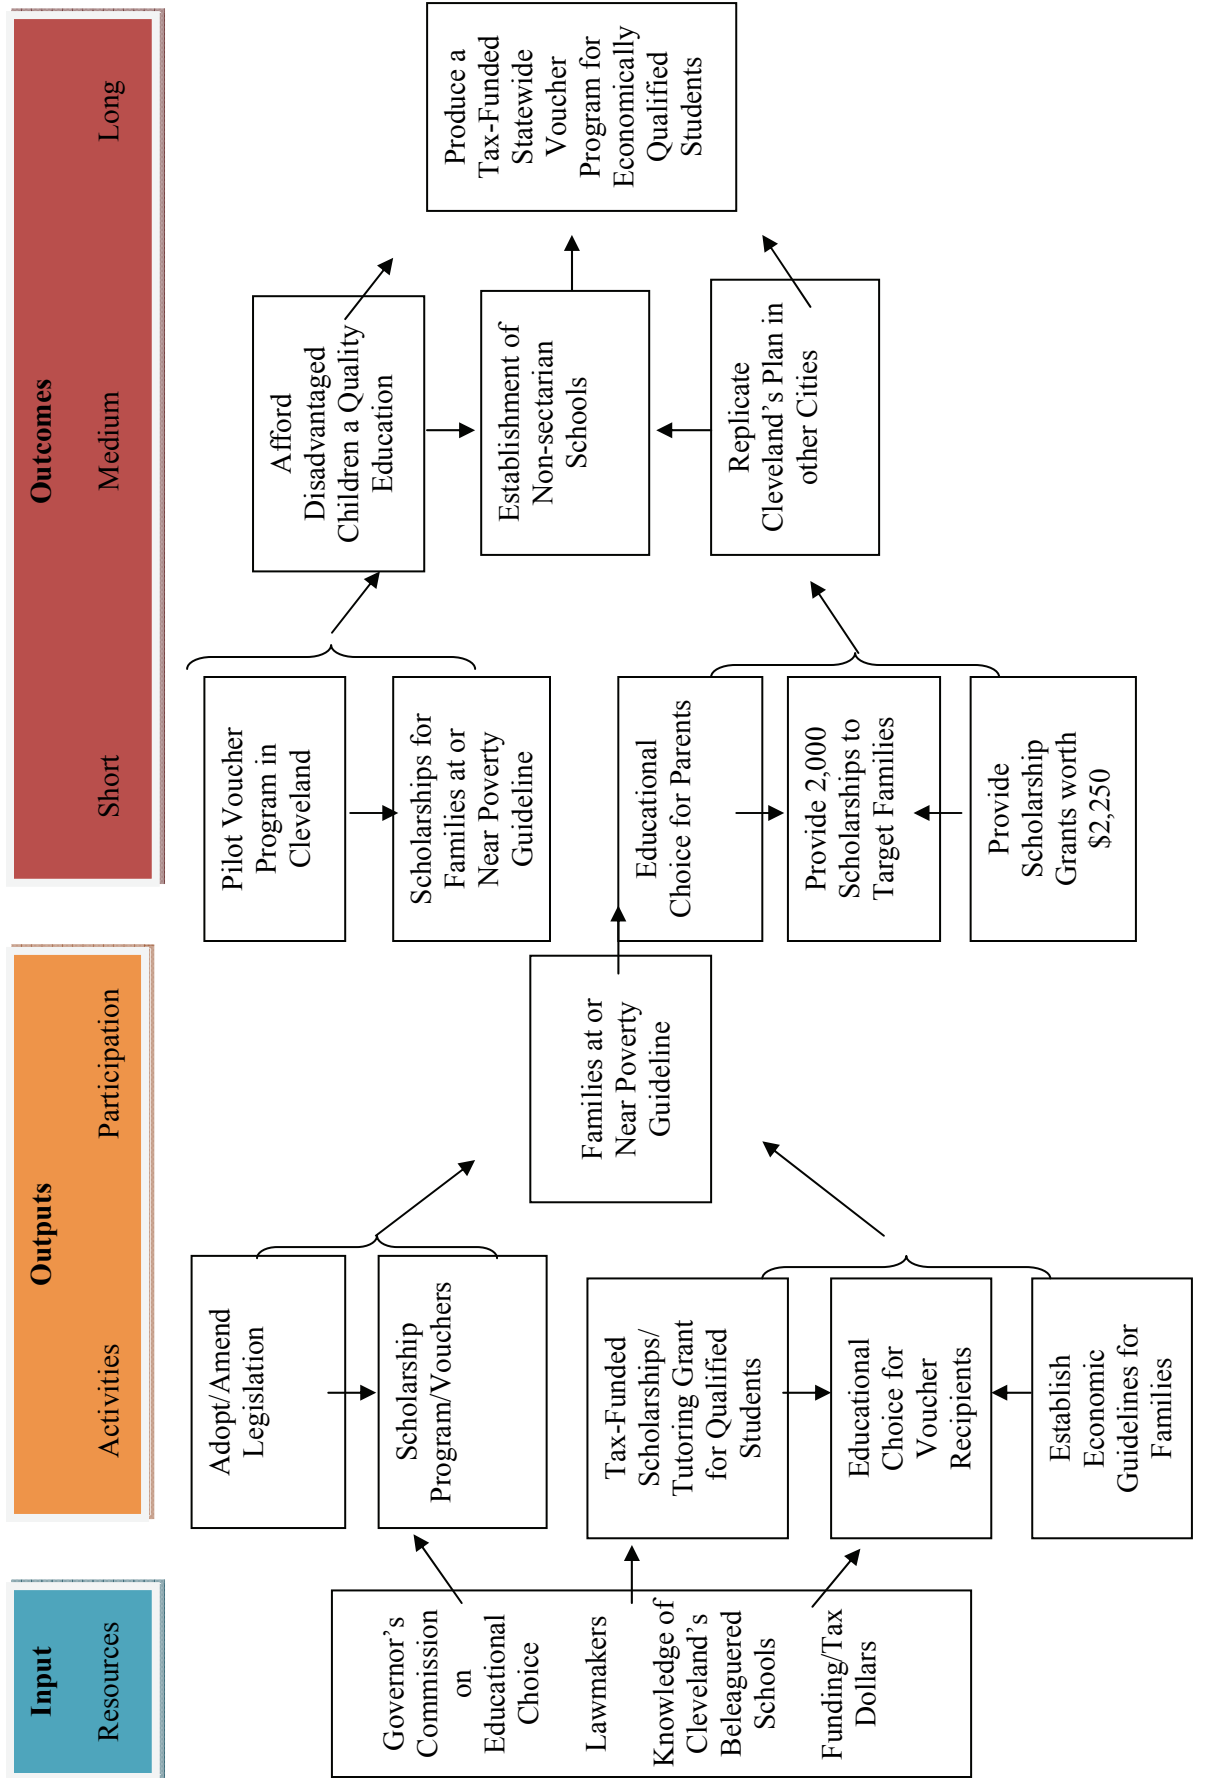 Input
Resources
Outputs
Activities
Participation
Outcomes
Short
Medium
Long
Governor's
Commission
on
Educational
Choice
Lawmakers
Knowledge of
Cleveland's
Beleaguered
Schools
Funding/Tax
Dollars
Adopt/Amend
Legislation
Scholarship
Program/Vouchers
Tax-Funded
Scholarships/
Tutoring Grant
for Qualified
Students
Educational
Choice for
Voucher
Recipients
Establish
Economic
Guidelines for
Families
Families at or
Near Poverty
Guideline
Pilot Voucher
Program in
Cleveland
Scholarships for
Families at or
Near Poverty
Guideline
Educational
Choice for Parents
Provide 2,000
Scholarships to
Target Families
Provide
Scholarship
Grants worth
$2,250
Afford
Disadvantaged
Children a Quality
Education
Establishment of
Non-sectarian
Schools
Replicate
Cleveland's Plan in
other Cities
Produce a
Tax-Funded
Statewide
Voucher
Program for
Economically
Qualified
Students